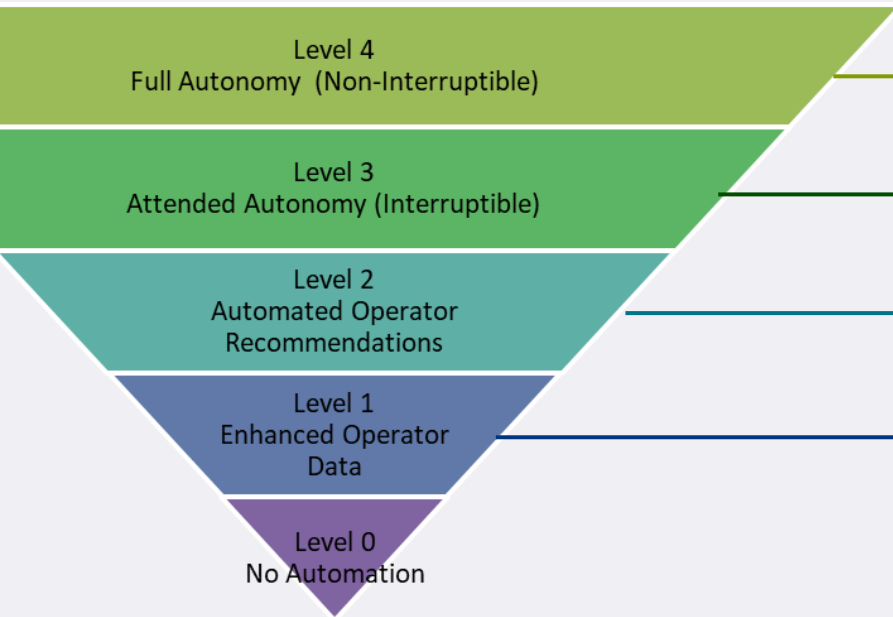 Level 4
Full Autonomy (Non-Interruptible)
Level 3
Attended Autonomy (Interruptible)
Level 2
Automated Operator
Recommendations
Level 1
Enhanced Operator
Data
Level 0
No Automation